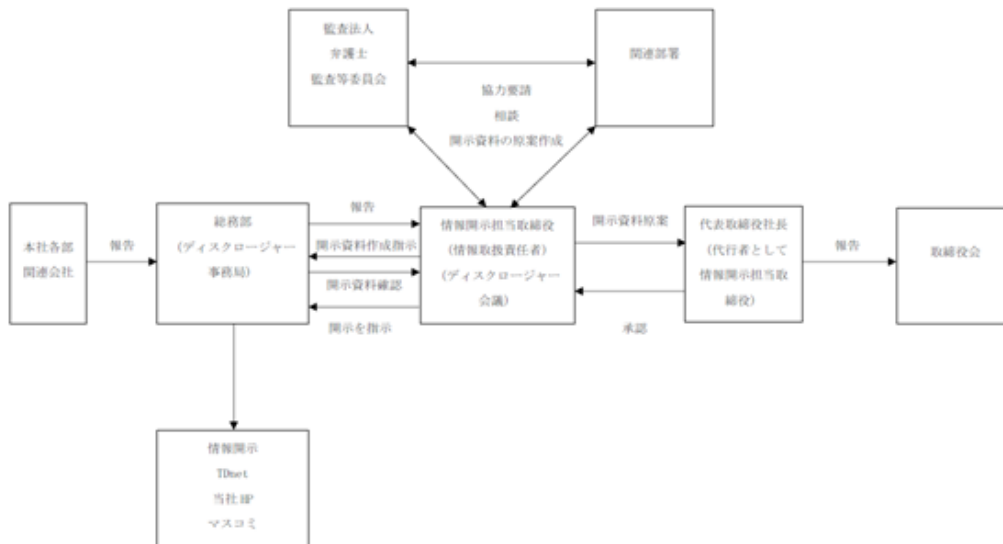 監査法人
弁護士
監査等委員会
関連部署
協力要請
相談
開示資料の原案作成
本社各部
関連会社
報告
総務部
(ディスクロージャー
事務局)
報告
開示資料作成指示
開示資料確認
開示を指示
情報開示担当取締役
(情報取扱責任者)
(ディスクロージャー
会議)
開示資料原案
承認
代表取締役社長
(代行者として
情報開示担当取
締役)
報告
取締役会
情報開示
TDnet
当社HP
マスコミ